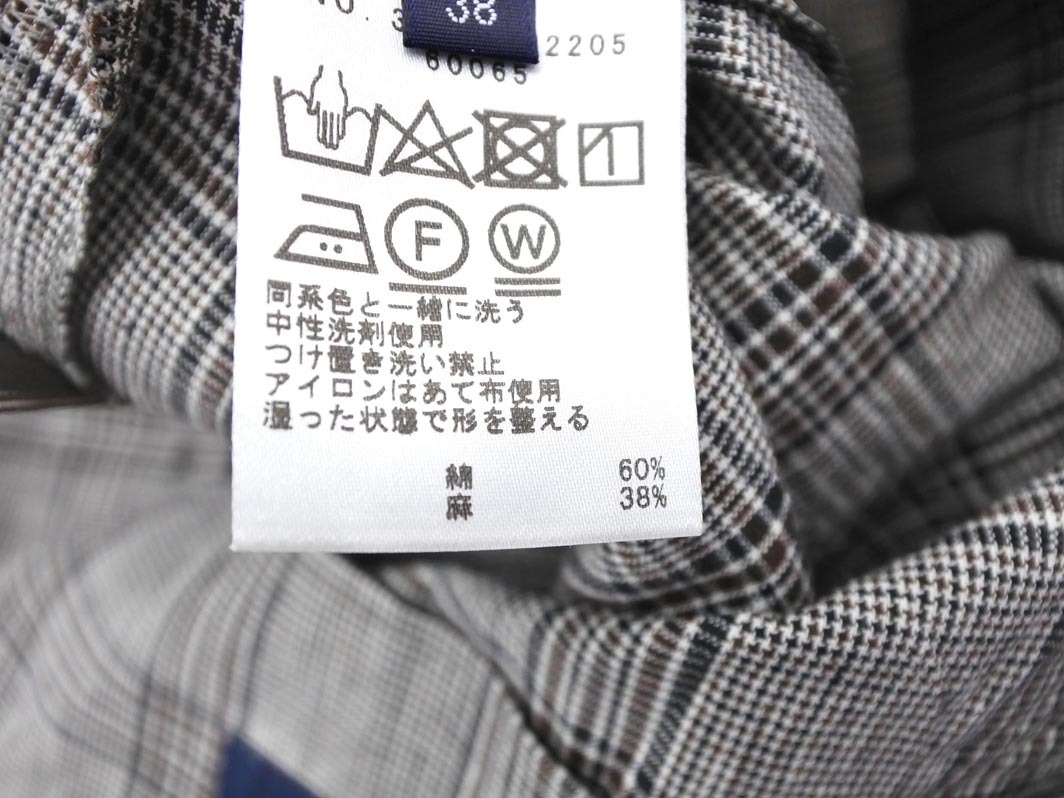 38
2205
60065
F W
同系色と一緒に洗う
中性洗剤使用
つけ置き洗い禁止
アイロンはあて布使用
湿った状態で形を整える
綿 60%
麻 38%